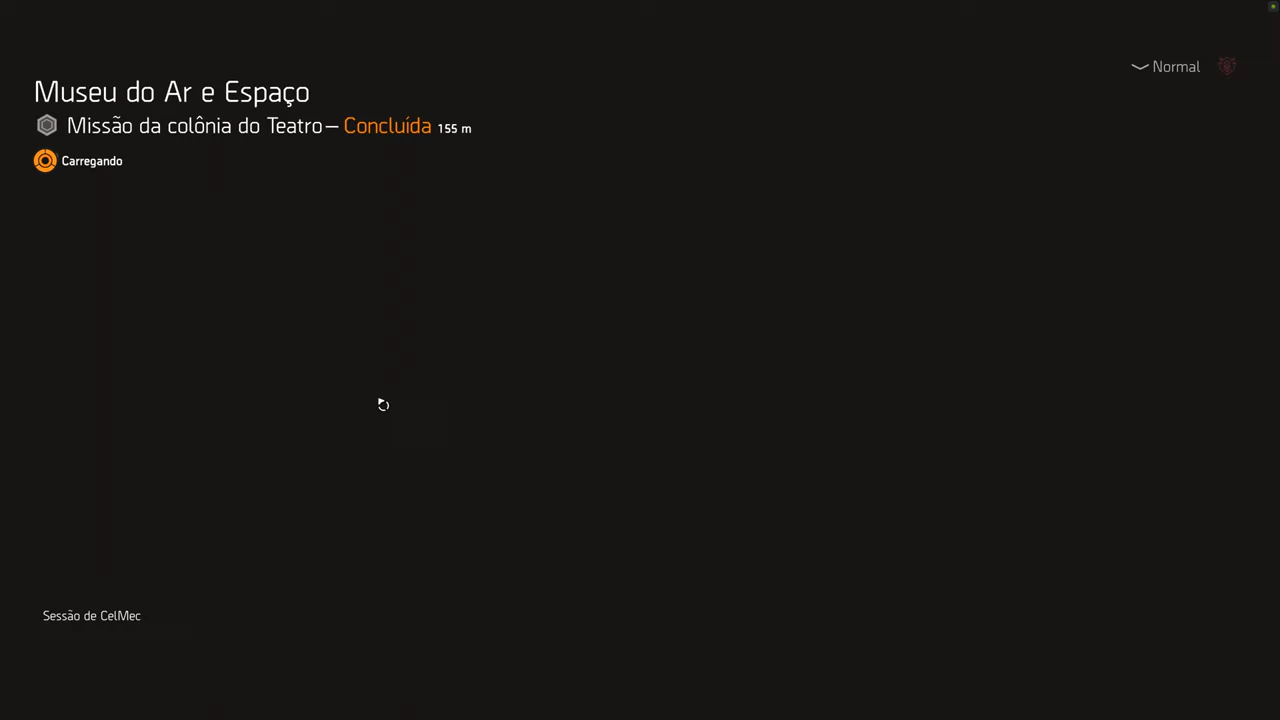 Normal
Museu do Ar e Espaço
Missão da colônia do Teatro — Concluída 155 m
Carregando
Sessão de CelMec